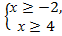 x ≥ −2,
x ≥ 4